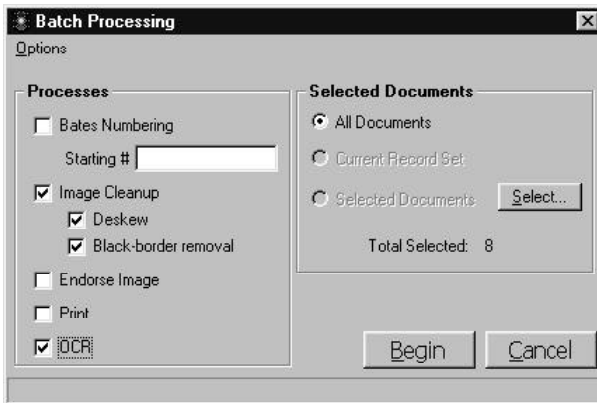 Batch Processing
Options
Processes
Bates Numbering
Starting #
Image Cleanup
Deskew
Black-border removal
Endorse Image
Print
OCR
Selected Documents
All Documents
Current Record Set
Selected Documents
Select...
Total Selected: 8
Begin
Cancel